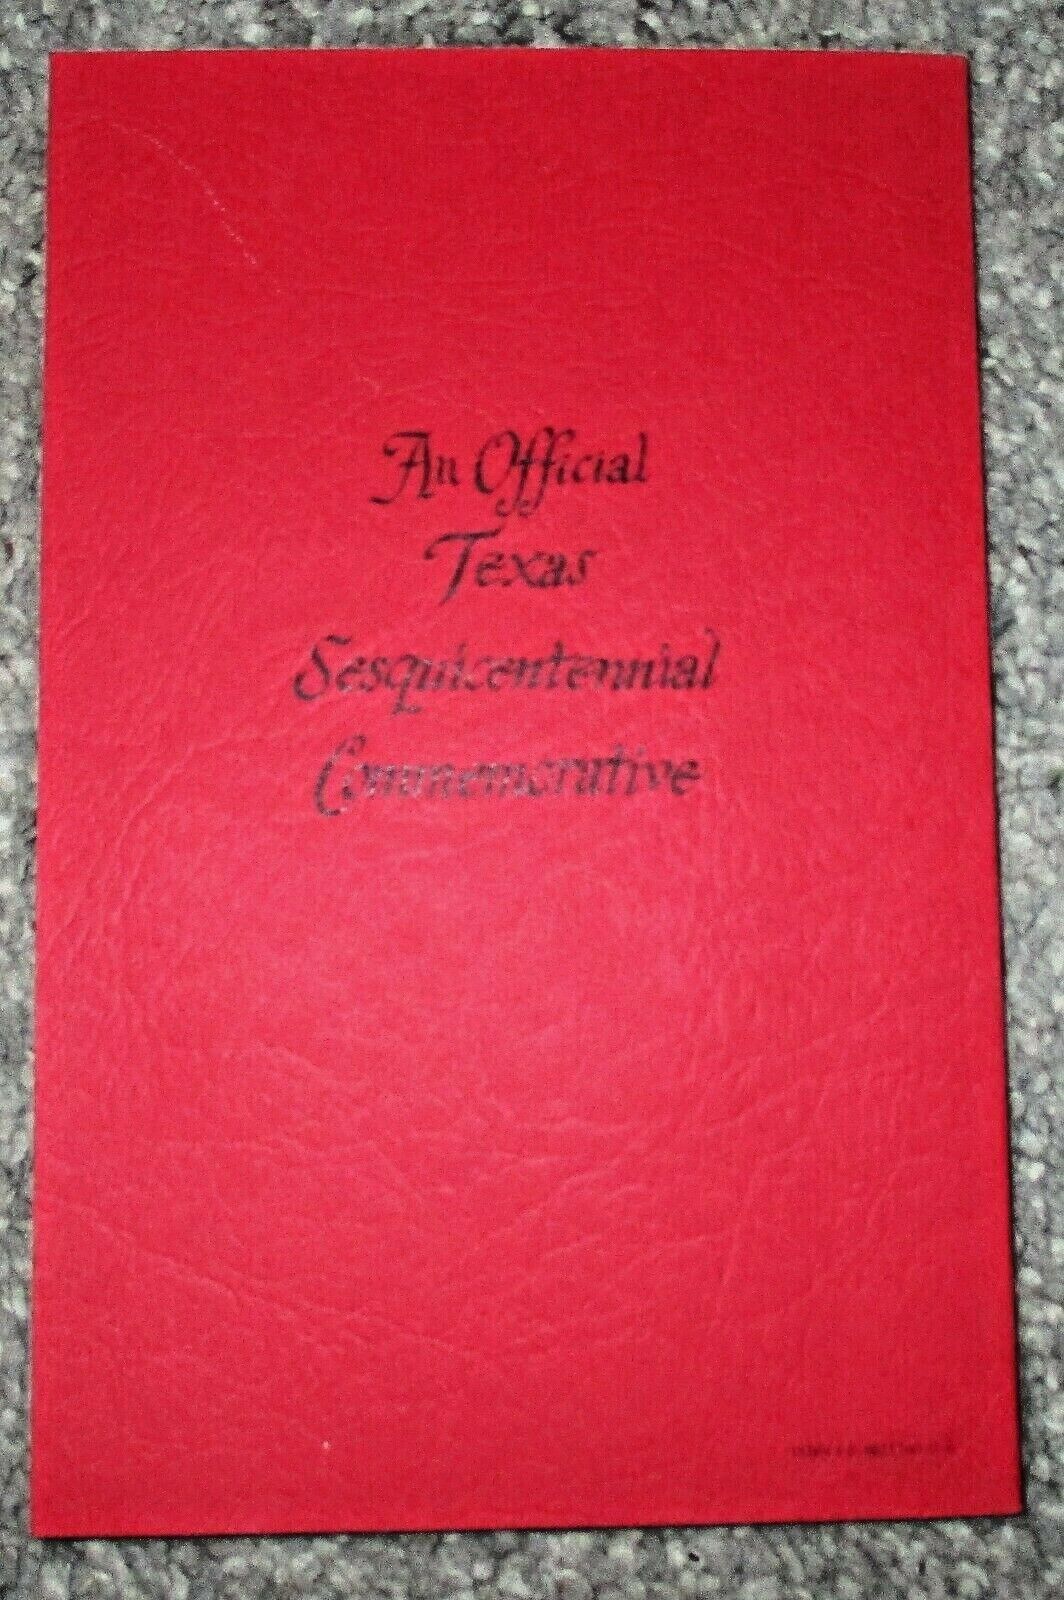 An Official
Texas
Sesquicentennial
Commemorative